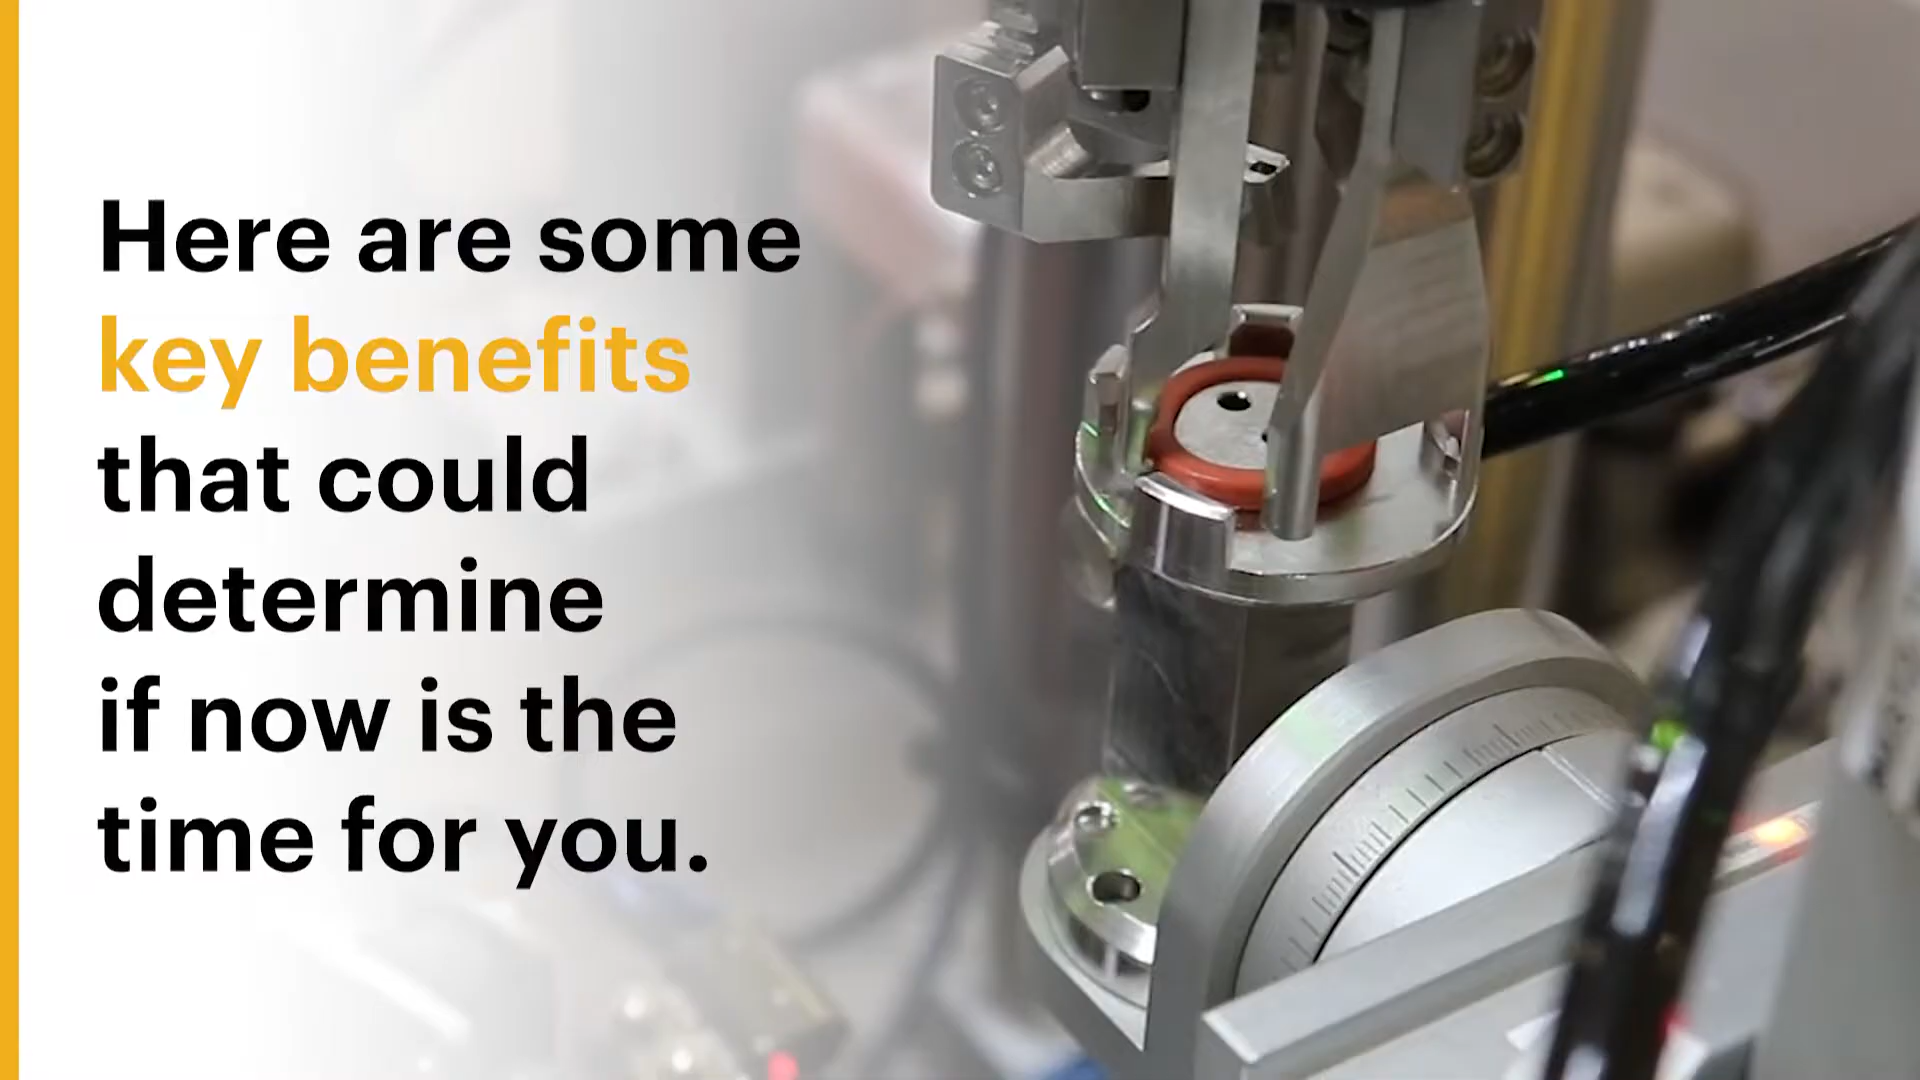 Here are some
key benefits
that could
determine
if now is the
time for you.